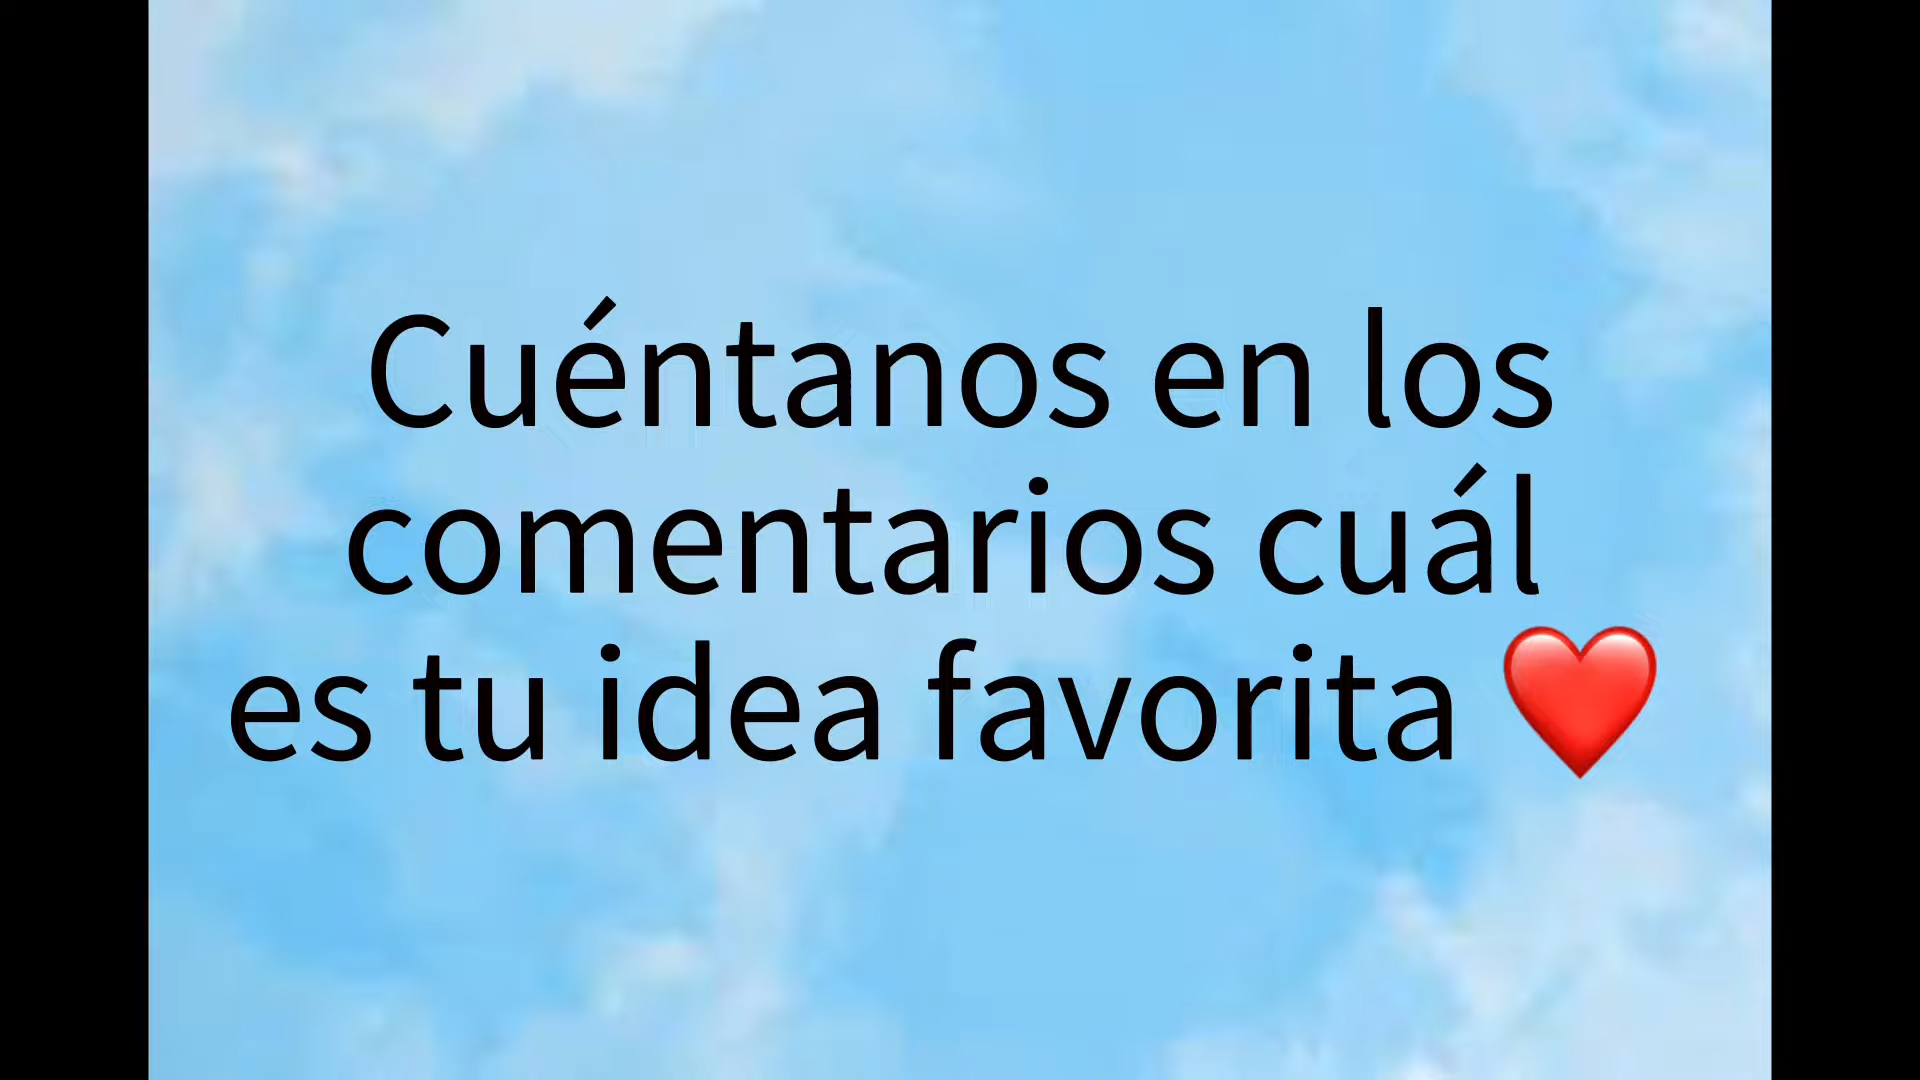 Cuéntanos en los
comentarios cuál
es tu idea favorita ❤️